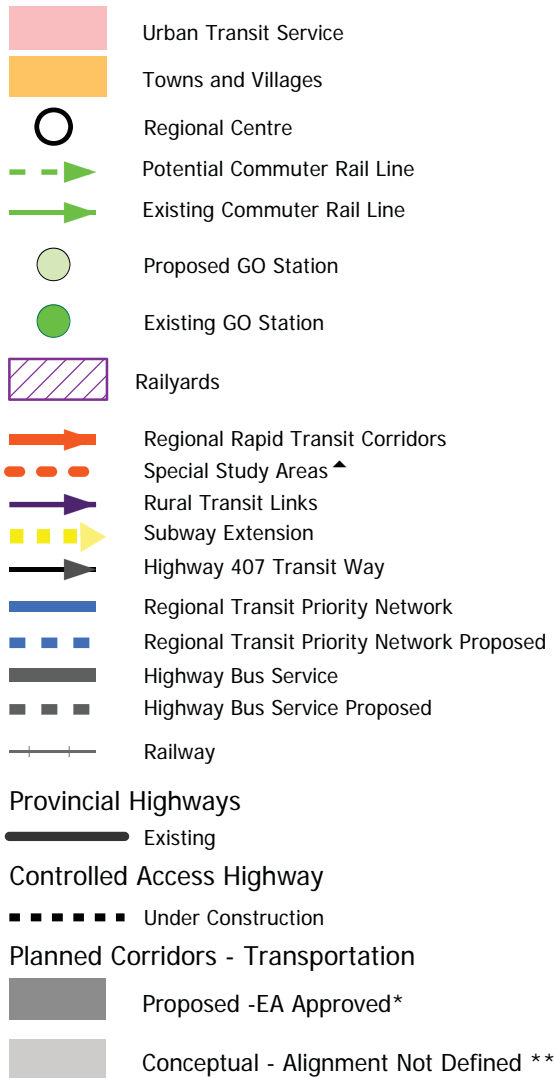 Urban Transit Service
Towns and Villages
Regional Centre
Potential Commuter Rail Line
Existing Commuter Rail Line
Proposed GO Station
Existing GO Station
Railyards
Regional Rapid Transit Corridors
Special Study Areas▲
Rural Transit Links
Subway Extension
Highway 407 Transit Way
Regional Transit Priority Network
Regional Transit Priority Network Proposed
Highway Bus Service
Highway Bus Service Proposed
Railway
Provincial Highways
Existing
Controlled Access Highway
Under Construction
Planned Corridors - Transportation
Proposed -EA Approved*
Conceptual - Alignment Not Defined **